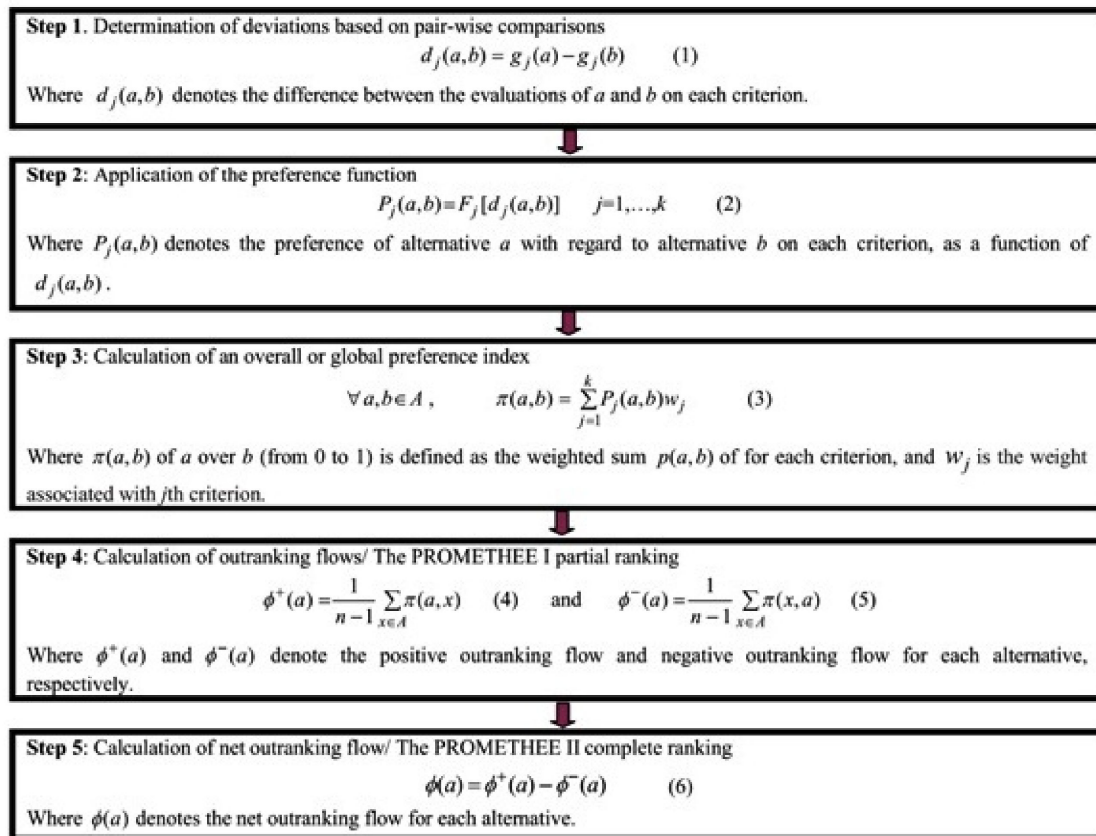 Step 1. Determination of deviations based on pair-wise comparisons
d_j(a,b) = g_j(a) − g_j(b) (1)
Where d_j(a,b) denotes the difference between the evaluations of a and b on each criterion.
Step 2: Application of the preference function
P_j(a,b) = F_j[d_j(a,b)] j=1,...,k (2)
Where P_j(a,b) denotes the preference of alternative a with regard to alternative b on each criterion, as a function of
d_j(a,b).
Step 3: Calculation of an overall or global preference index
∀ a,b ∈ A , π(a,b) = ∑_{j=1}^{k} P_j(a,b)w_j (3)
Where π(a,b) of a over b (from 0 to 1) is defined as the weighted sum p(a,b) of for each criterion, and w_j is the weight
associated with jth criterion.
Step 4: Calculation of outranking flows/ The PROMETHEE I partial ranking
ϕ⁺(a) = \frac{1}{n−1} ∑_{x∈A} π(a,x) (4) and ϕ⁻(a) = \frac{1}{n−1} ∑_{x∈A} π(x,a) (5)
Where ϕ⁺(a) and ϕ⁻(a) denote the positive outranking flow and negative outranking flow for each alternative,
respectively.
Step 5: Calculation of net outranking flow/ The PROMETHEE II complete ranking
ϕ(a) = ϕ⁺(a) − ϕ⁻(a) (6)
Where ϕ(a) denotes the net outranking flow for each alternative.